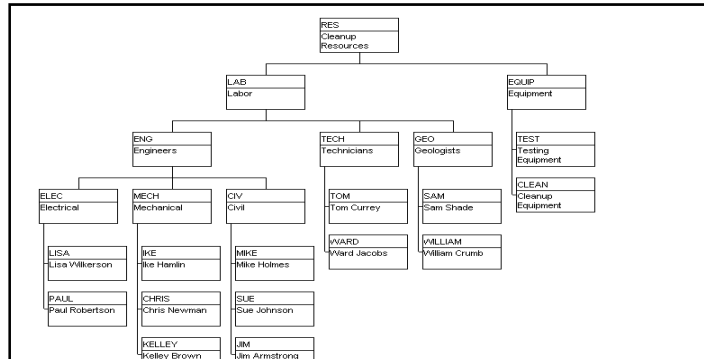 RES
Cleanup
Resources
LAB
Labor
EQUIP
Equipment
ENG
Engineers
TECH
Technicians
GEO
Geologists
TEST
Testing
Equipment
CLEAN
Cleanup
Equipment
ELEC
Electrical
MECH
Mechanical
CIV
Civil
TOM
Tom Currey
SAM
Sam Shade
WARD
Ward Jacobs
WILLIAM
William Crumb
LISA
Lisa Wilkerson
IKE
Ike Hamlin
MIKE
Mike Holmes
PAUL
Paul Robertson
CHRIS
Chris Newman
SUE
Sue Johnson
KELLEY
Kelley Brown
JIM
Jim Armstrong